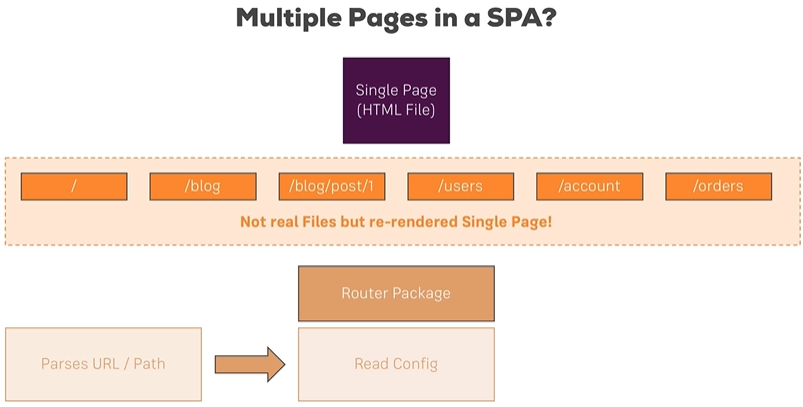 Multiple Pages in a SPA?
Single Page
(HTML File)
/
/blog
/blog/post/1
/users
/account
/orders
Not real Files but re-rendered Single Page!
Router Package
Parses URL / Path
Read Config